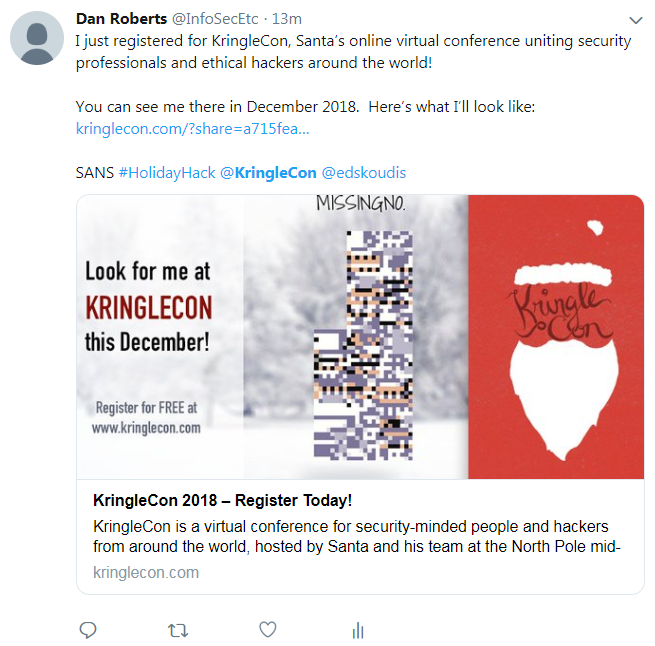 Dan Roberts @InfoSecEtc · 13m
I just registered for KringleCon, Santa's online virtual conference uniting security
professionals and ethical hackers around the world!
You can see me there in December 2018.  Here's what I'll look like:
kringlecon.com/?share=a715fea...
SANS #HolidayHack @KringleCon @edskoudis
MISSINGNO.
Look for me at
KRINGLECON
this December!
Register for FREE at
www.kringlecon.com
Kringle
Con
KringleCon 2018 – Register Today!
KringleCon is a virtual conference for security-minded people and hackers
from around the world, hosted by Santa and his team at the North Pole mid-
kringlecon.com